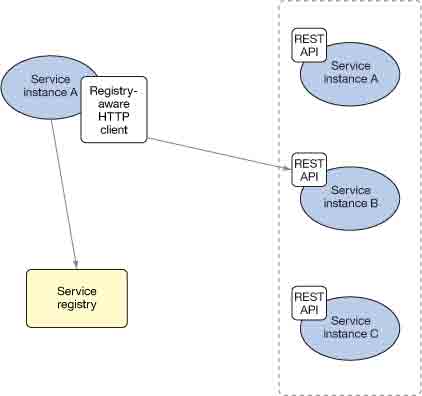 Service
instance A
Registry-
aware
HTTP
client
Service
registry
REST
API
Service
instance A
REST
API
Service
instance B
REST
API
Service
instance C